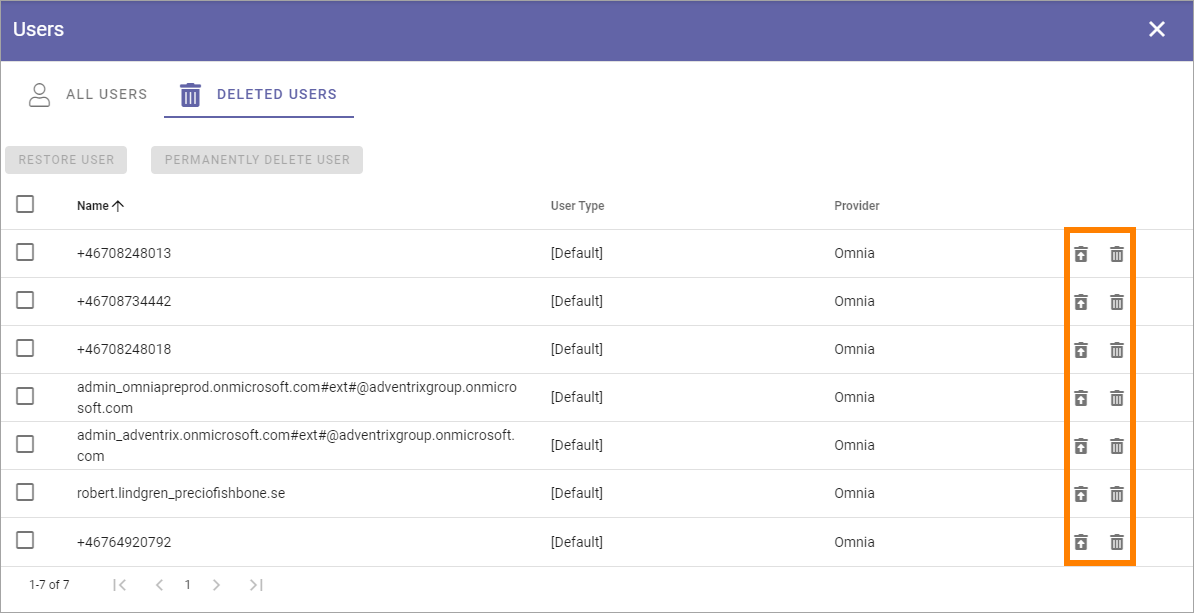 Users
ALL USERS DELETED USERS
RESTORE USER PERMANENTLY DELETE USER
Name User Type Provider
+46708248013 [Default] Omnia
+46708734442 [Default] Omnia
+46708248018 [Default] Omnia
admin_omniapreprod.onmicrosoft.com#ext#@adventrixgroup.onmicro
soft.com [Default] Omnia
admin_adventrix.onmicrosoft.com#ext#@adventrixgroup.onmicrosoft.
com [Default] Omnia
robert.lindgren_preciofishbone.se [Default] Omnia
+46764920792 [Default] Omnia
1-7 of 7 1